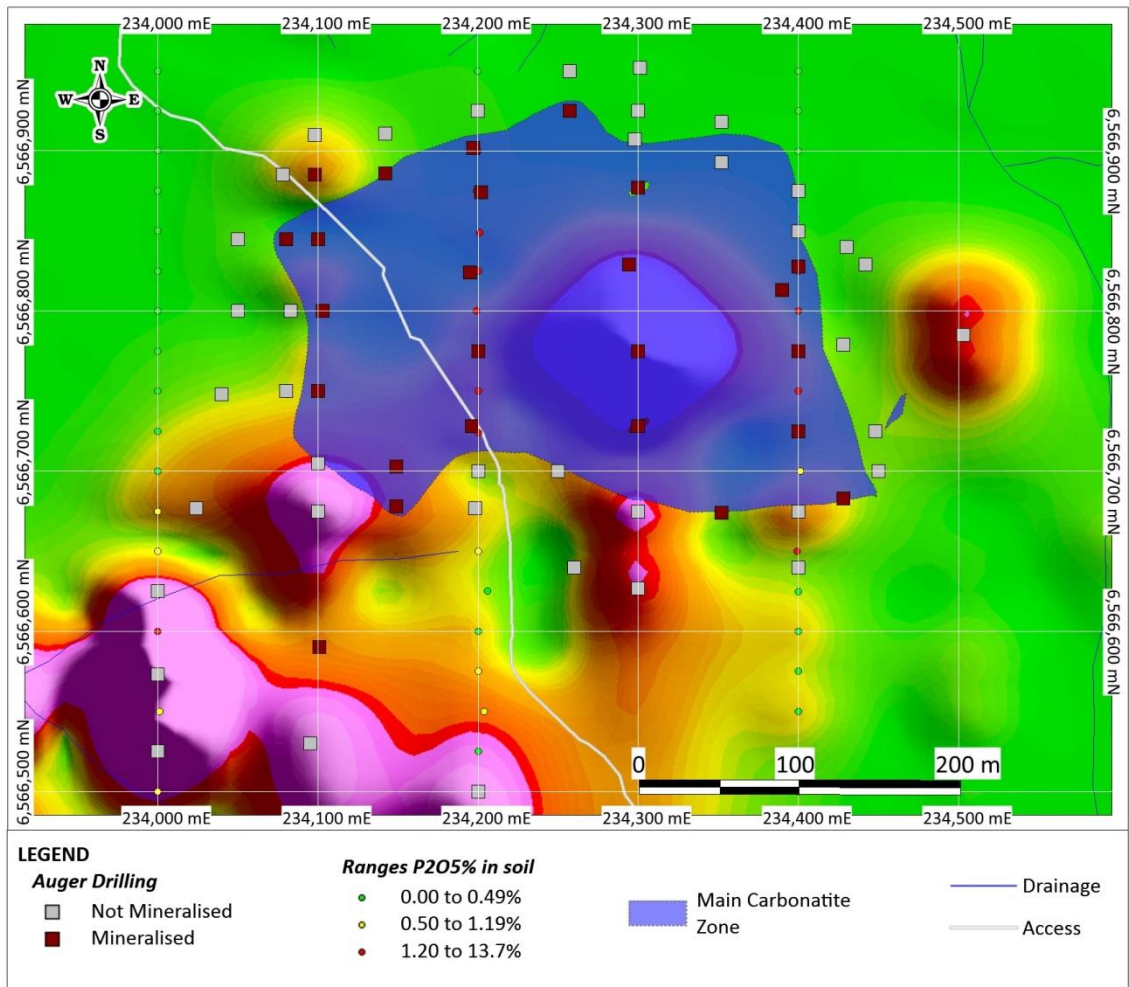 234,000 mE 234,100 mE 234,200 mE 234,300 mE 234,400 mE 234,500 mE
N
W E
S
6,566,900 mN 6,566,900 mN
6,566,800 mN 6,566,800 mN
6,566,700 mN 6,566,700 mN
6,566,600 mN 6,566,600 mN
6,566,500 mN
0 100 200 m
234,000 mE 234,100 mE 234,200 mE 234,300 mE 234,400 mE 234,500 mE
LEGEND
Auger Drilling
Not Mineralised
Mineralised
Ranges P2O5% in soil
0.00 to 0.49%
0.50 to 1.19%
1.20 to 13.7%
Main Carbonatite
Zone
Drainage
Access